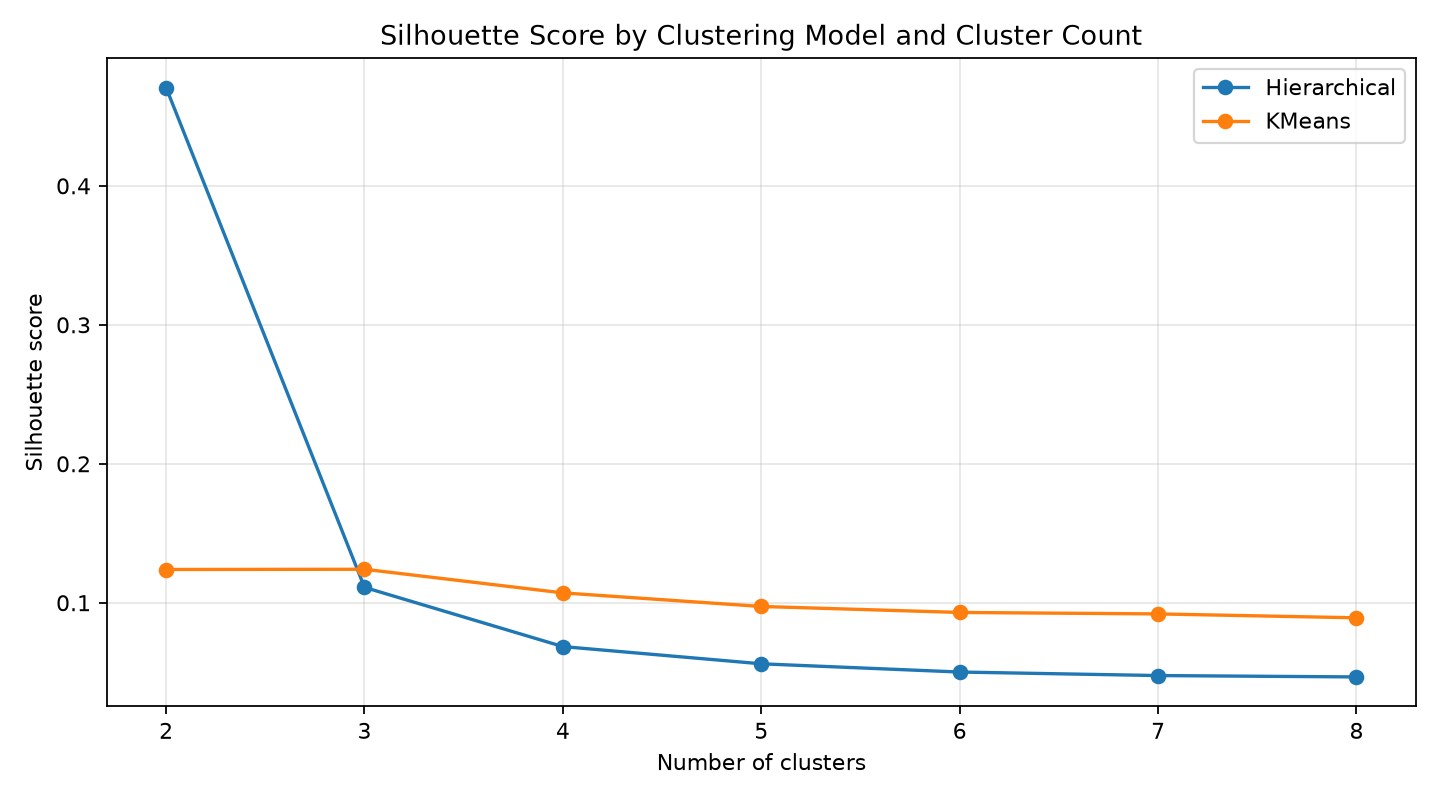 Silhouette Score by Clustering Model and Cluster Count
Hierarchical
KMeans
Silhouette score
0.4
0.3
0.2
0.1
2 3 4 5 6 7 8
Number of clusters